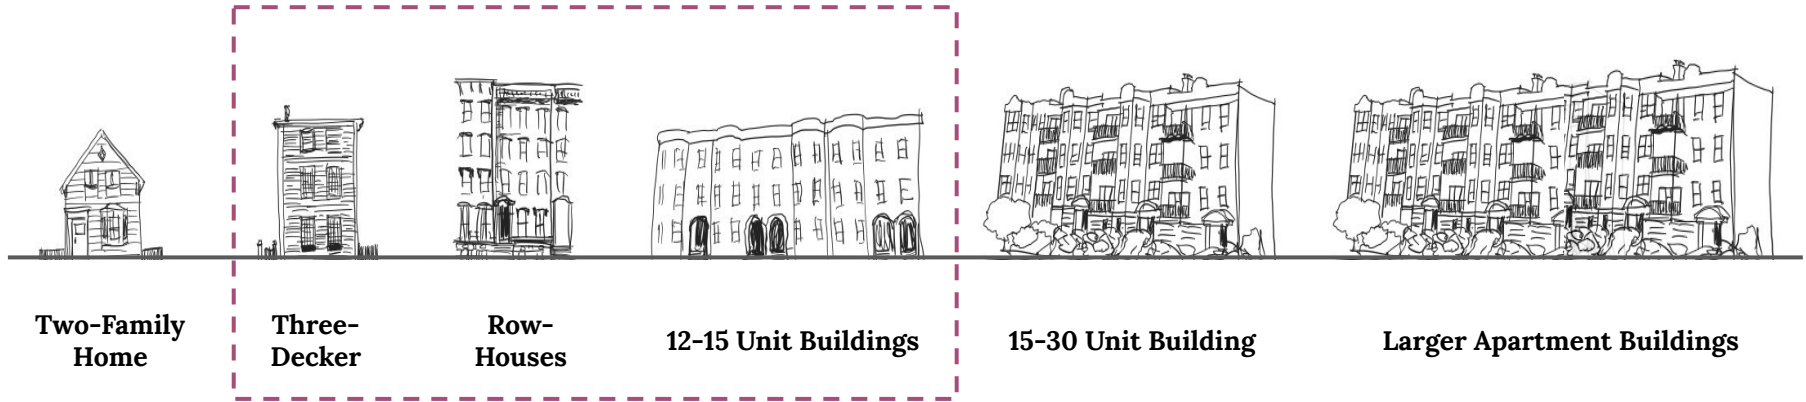 Two-Family
Home
Three-
Decker
Row-
Houses
12-15 Unit Buildings
15-30 Unit Building
Larger Apartment Buildings